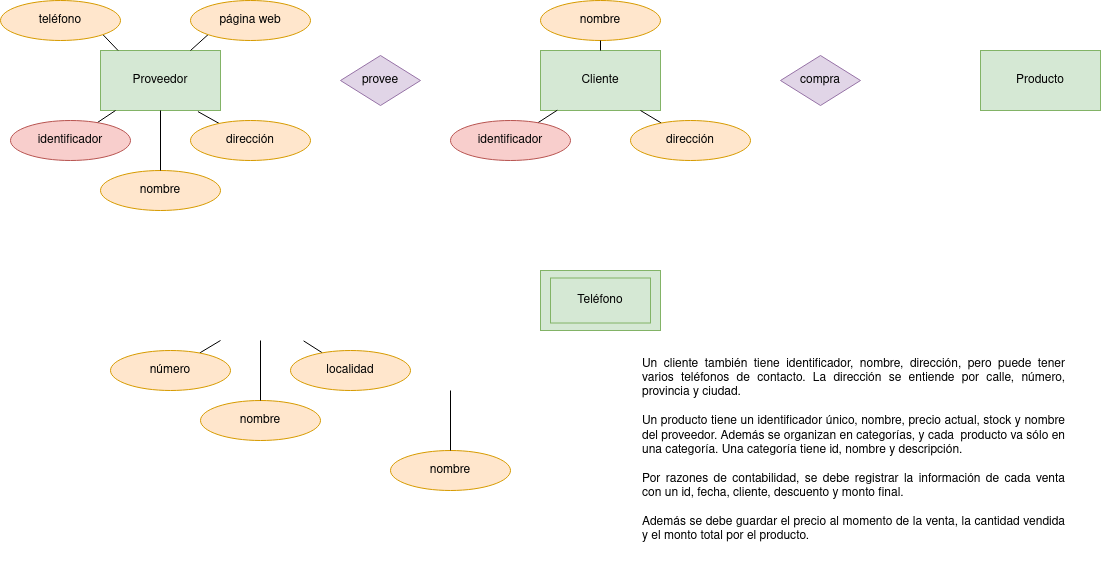 teléfono
página web
nombre
Proveedor
provee
Cliente
compra
Producto
identificador
dirección
identificador
dirección
nombre
Teléfono
número
localidad
nombre
nombre
Un cliente también tiene identificador, nombre, dirección, pero puede tener
varios teléfonos de contacto. La dirección se entiende por calle, número,
provincia y ciudad.
Un producto tiene un identificador único, nombre, precio actual, stock y nombre
del proveedor. Además se organizan en categorías, y cada producto va sólo en
una categoría. Una categoría tiene id, nombre y descripción.
Por razones de contabilidad, se debe registrar la información de cada venta
con un id, fecha, cliente, descuento y monto final.
Además se debe guardar el precio al momento de la venta, la cantidad vendida
y el monto total por el producto.